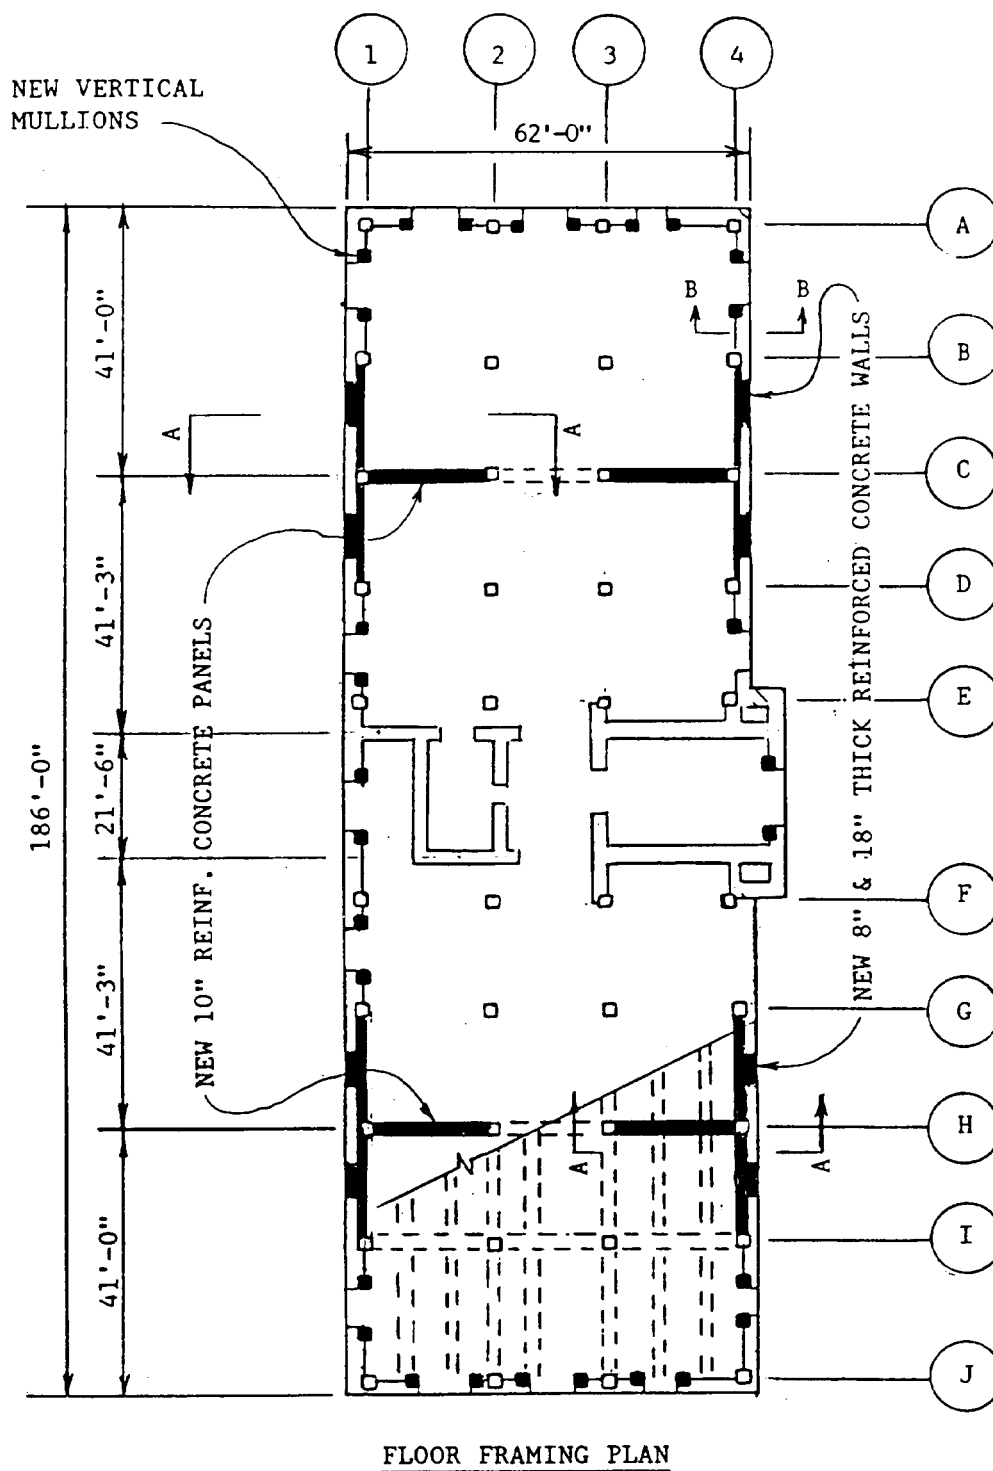 1
2
3
4
NEW VERTICAL
MULLIONS
62'-0"
A
B
B
B
41'-0"
A
A
C
D
41'-3"
NEW 10" REINF. CONCRETE PANELS
NEW 8" & 18" THICK REINFORCED CONCRETE WALLS
E
186'-0"
21'-6"
F
41'-3"
G
H
A
A
I
41'-0"
J
FLOOR FRAMING PLAN